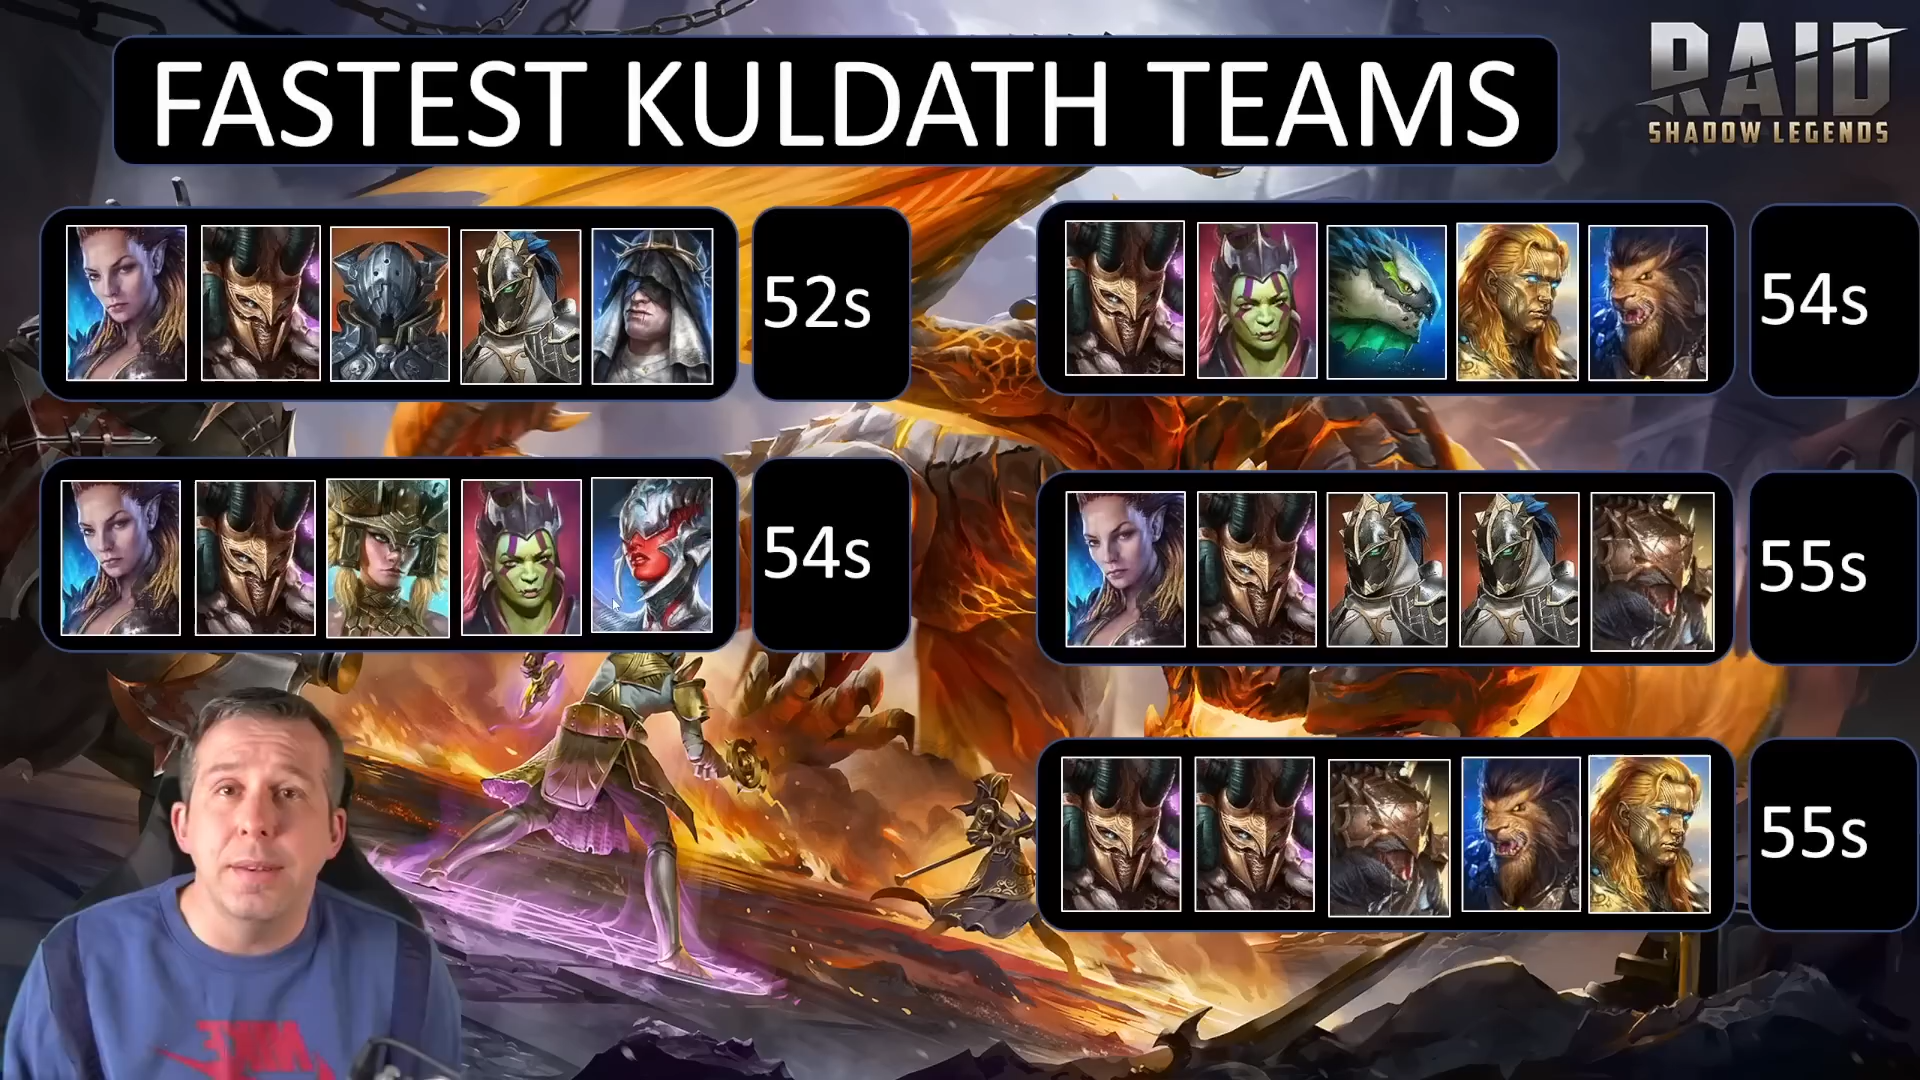 FASTEST KULDATH TEAMS
RAID
SHADOW LEGENDS
52s
54s
54s
55s
55s